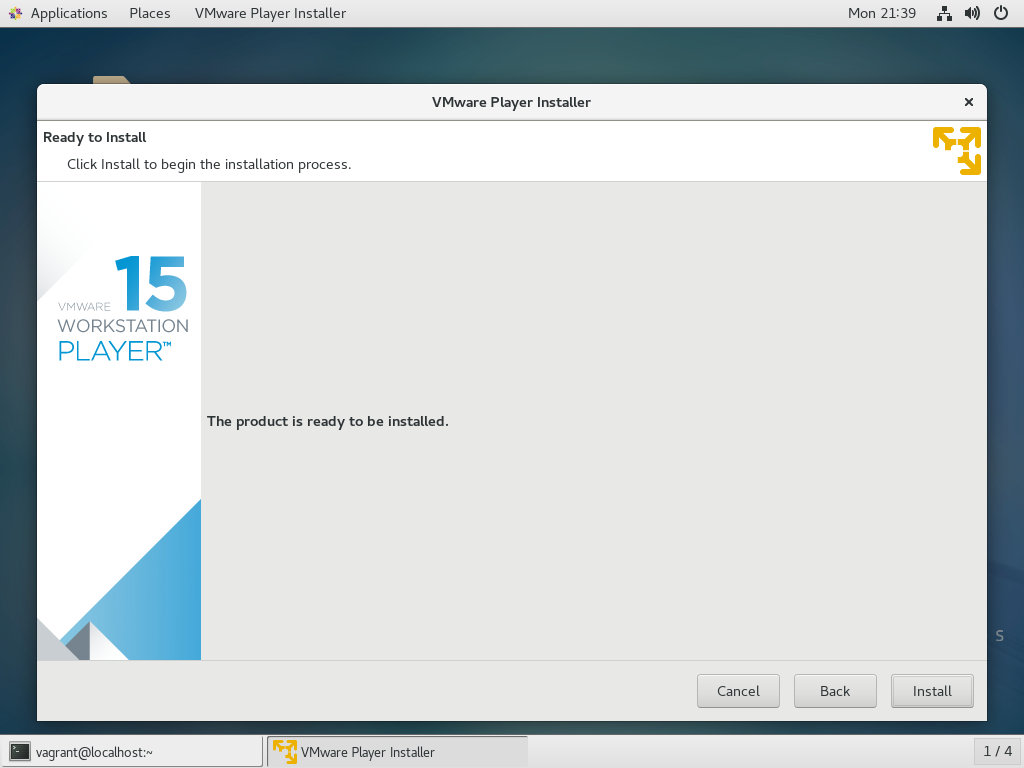 Applications Places VMware Player Installer Mon 21:39
VMware Player Installer
Ready to Install
Click Install to begin the installation process.
VMWARE 15
WORKSTATION
PLAYER™
The product is ready to be installed.
S
Cancel Back Install
vagrant@localhost:~ VMware Player Installer 1 / 4